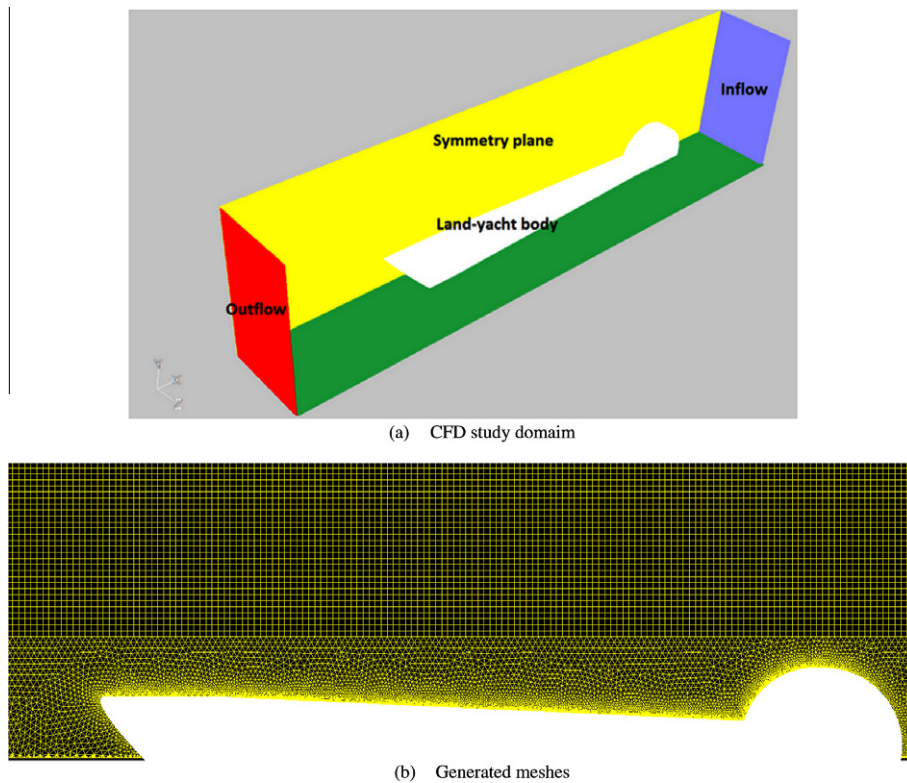 Inflow
Symmetry plane
Land-yacht body
Outflow
Y
X
Z
(a) CFD study domaim
(b) Generated meshes